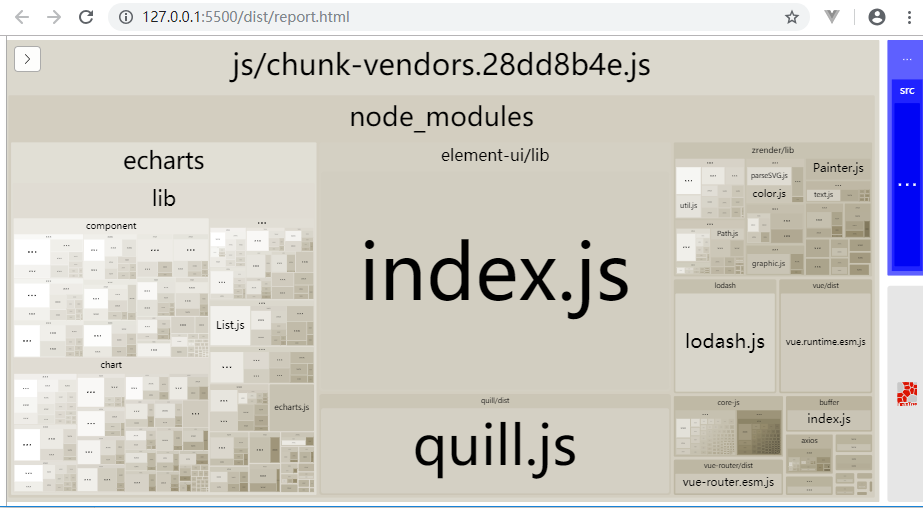 127.0.0.1:5500/dist/report.html
js/chunk-vendors.28dd8b4e.js
...
src
...
node_modules
echarts
lib
component
chart
List.js
echarts.js
element-ui/lib
index.js
quill/dist
quill.js
zrender/lib
parseSVG.js
Painter.js
util.js
color.js
text.js
Path.js
graphic.js
lodash
lodash.js
vue/dist
vue.runtime.esm.js
core-js
buffer
index.js
axios
vue-router/dist
vue-router.esm.js